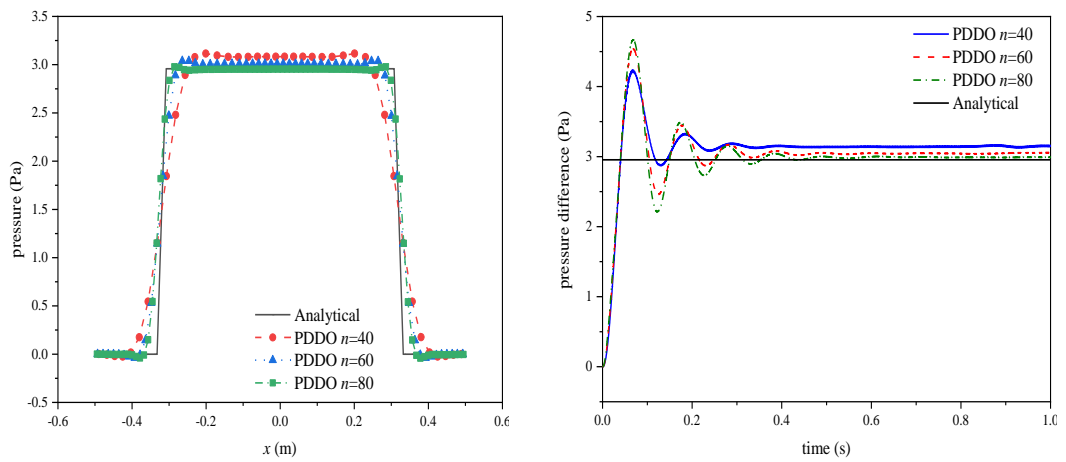 3.5
3.0
2.5
2.0
1.5
1.0
0.5
0.0
-0.5
pressure (Pa)
Analytical
PDDO n=40
PDDO n=60
PDDO n=80
-0.6
-0.4
-0.2
0.0
0.2
0.4
0.6
x (m)
5
4
3
2
1
0
pressure difference (Pa)
PDDO n=40
PDDO n=60
PDDO n=80
Analytical
0.0
0.2
0.4
0.6
0.8
1.0
time (s)